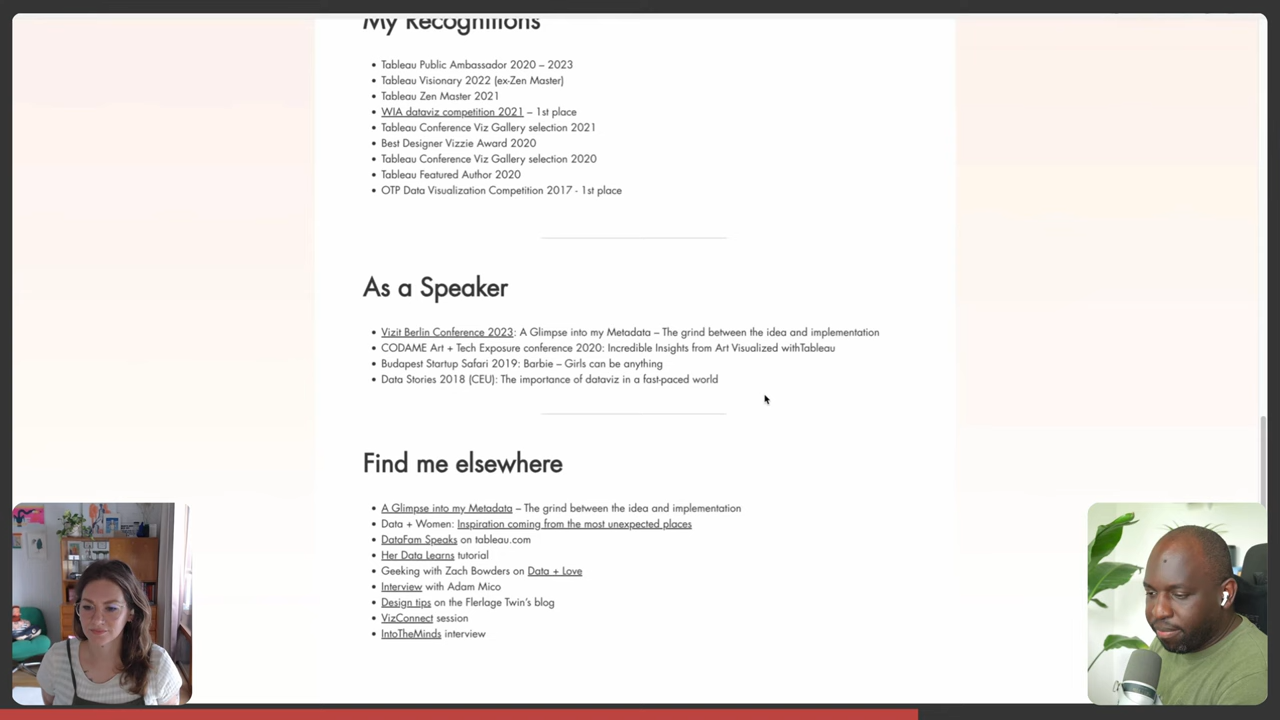 My Recognitions
Tableau Public Ambassador 2020 – 2023
Tableau Visionary 2022 (ex-Zen Master)
Tableau Zen Master 2021
WIA dataviz competition 2021 – 1st place
Tableau Conference Viz Gallery selection 2021
Best Designer Vizzie Award 2020
Tableau Conference Viz Gallery selection 2020
Tableau Featured Author 2020
OTP Data Visualization Competition 2017 - 1st place
As a Speaker
Vizit Berlin Conference 2023: A Glimpse into my Metadata – The grind between the idea and implementation
CODAME Art + Tech Exposure conference 2020: Incredible Insights from Art Visualized withTableau
Budapest Startup Safari 2019: Barbie – Girls can be anything
Data Stories 2018 (CEU): The importance of dataviz in a fast-paced world
Find me elsewhere
A Glimpse into my Metadata – The grind between the idea and implementation
Data + Women: Inspiration coming from the most unexpected places
DataFam Speaks on tableau.com
Her Data Learns tutorial
Geeking with Zach Bowders on Data + Love
Interview with Adam Mico
Design tips on the Flerlage Twin's blog
VizConnect session
IntoTheMinds interview